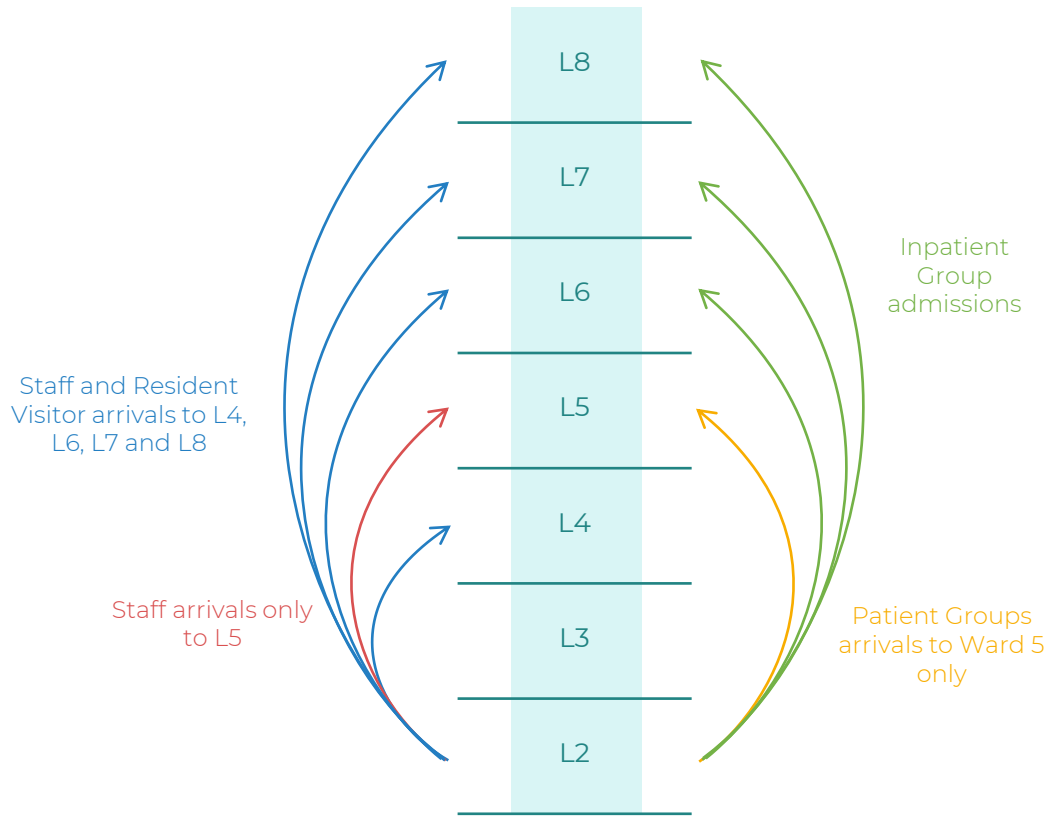 L8
L7
Inpatient
Group
admissions
L6
Staff and Resident
Visitor arrivals to L4,
L6, L7 and L8
L5
L4
Staff arrivals only
to L5
L3
Patient Groups
arrivals to Ward 5
only
L2